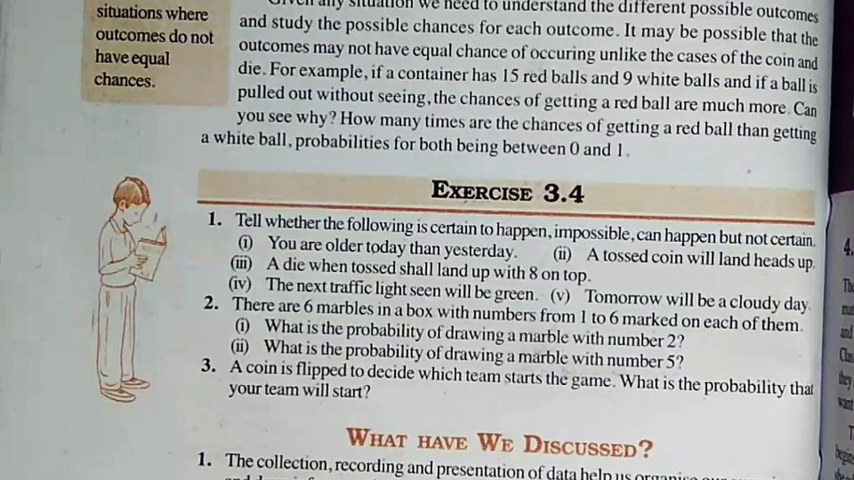 situations where
outcomes do not
have equal
chances.
any situation we need to understand the different possible outcomes
and study the possible chances for each outcome. It may be possible that the
outcomes may not have equal chance of occuring unlike the cases of the coin and
die. For example, if a container has 15 red balls and 9 white balls and if a ball is
pulled out without seeing, the chances of getting a red ball are much more. Can
you see why? How many times are the chances of getting a red ball than getting
a white ball, probabilities for both being between 0 and 1.
EXERCISE 3.4
1. Tell whether the following is certain to happen, impossible, can happen but not certain.
(i) You are older today than yesterday. (ii) A tossed coin will land heads up.
(iii) A die when tossed shall land up with 8 on top.
(iv) The next traffic light seen will be green. (v) Tomorrow will be a cloudy day.
2. There are 6 marbles in a box with numbers from 1 to 6 marked on each of them.
(i) What is the probability of drawing a marble with number 2?
(ii) What is the probability of drawing a marble with number 5?
3. A coin is flipped to decide which team starts the game. What is the probability that
your team will start?
WHAT HAVE WE DISCUSSED?
1. The collection, recording and presentation of data help us
4.
and
they
want